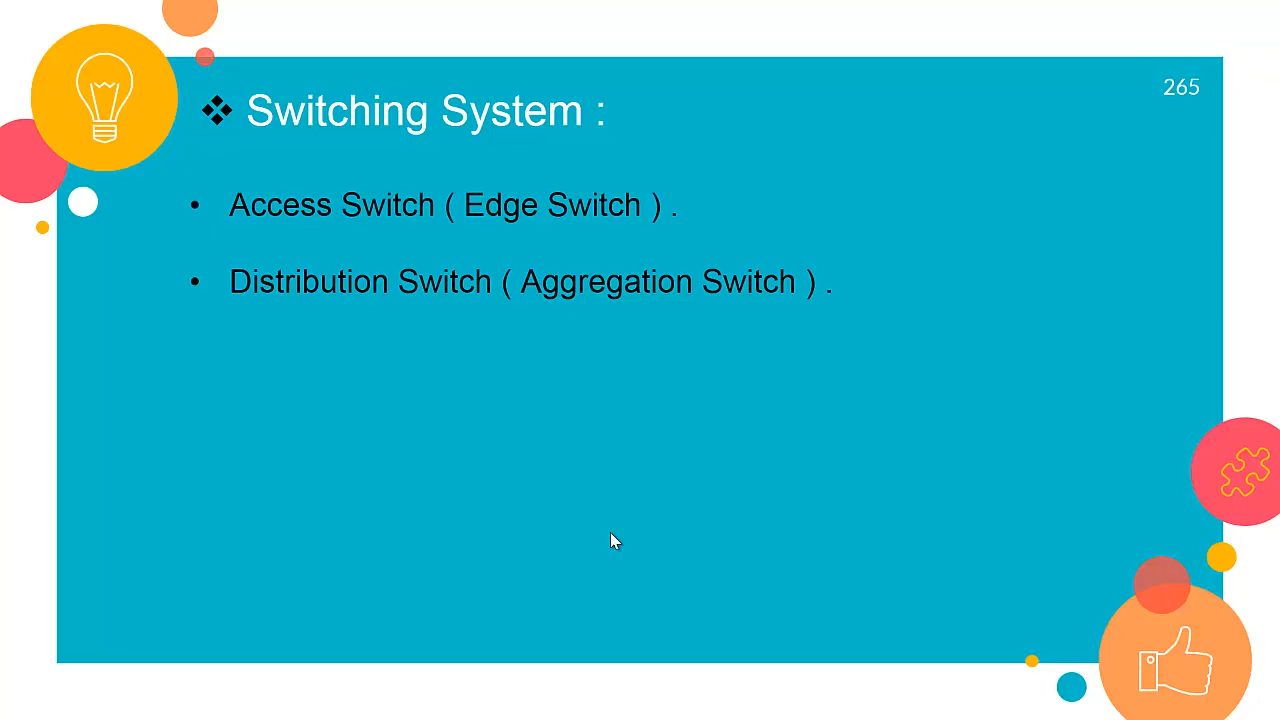 ❖ Switching System :
265
• Access Switch ( Edge Switch ) .
• Distribution Switch ( Aggregation Switch ) .